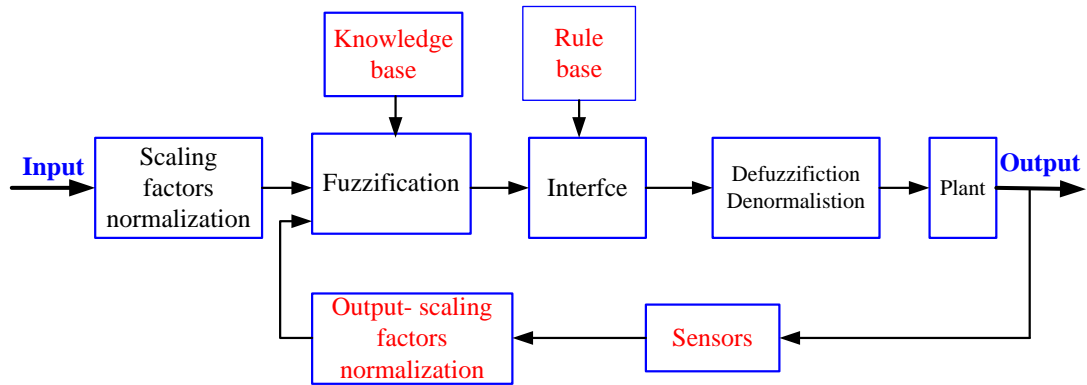 Knowledge
base
Rule
base
Input
Scaling
factors
normalization
Fuzzification
Interfce
Defuzzifiction
Denormalistion
Plant
Output
Output- scaling
factors
normalization
Sensors